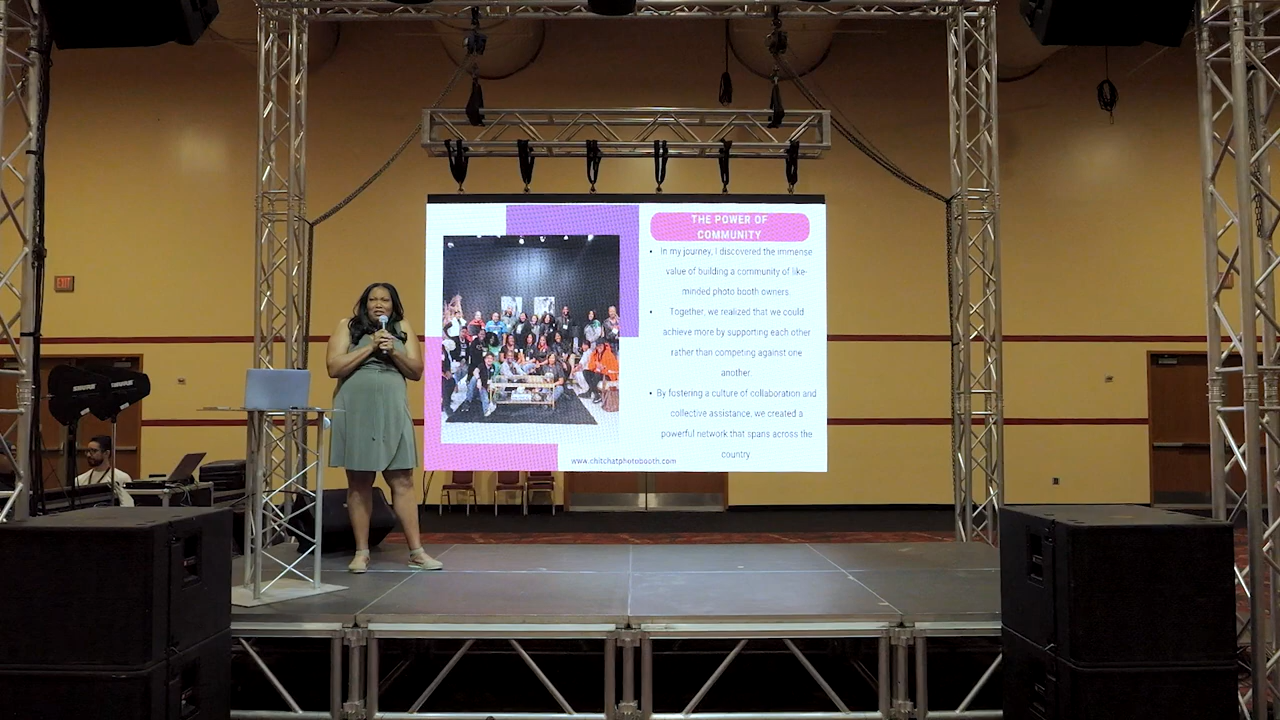 THE POWER OF
COMMUNITY
• In my journey, I discovered the immense
value of building a community of like-
minded photo booth owners.
• Together, we realized that we could
achieve more by supporting each other
rather than competing against one
another.
• By fostering a culture of collaboration and
collective assistance, we created a
powerful network that spans across the
country.
www.chitchatphotobooth.com
EXIT